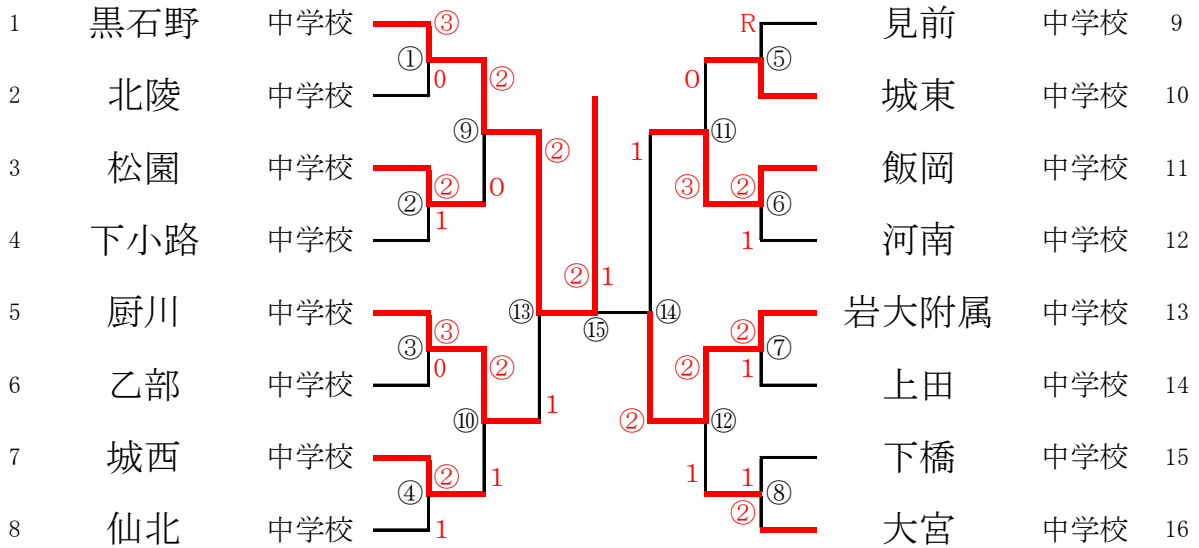 1 黒石野 中学校 ③ R 見前 中学校 9
① ⑤
2 北陵 中学校 0 ② 0 城東 中学校 10
⑨ ⑪
② 1
3 松園 中学校 ② 0 ③ ② 飯岡 中学校 11
② ⑥
4 下小路 中学校 1 1 河南 中学校 12
② 1
5 厨川 中学校 ⑬ ⑮ ⑭ 岩大附属 中学校 13
③ ③ ② ⑦
6 乙部 中学校 0 ② ② 1 上田 中学校 14
1
⑩ ② ⑫
7 城西 中学校 ② 1 1 1 下橋 中学校 15
④ ⑧
8 仙北 中学校 1 ② 大宮 中学校 16